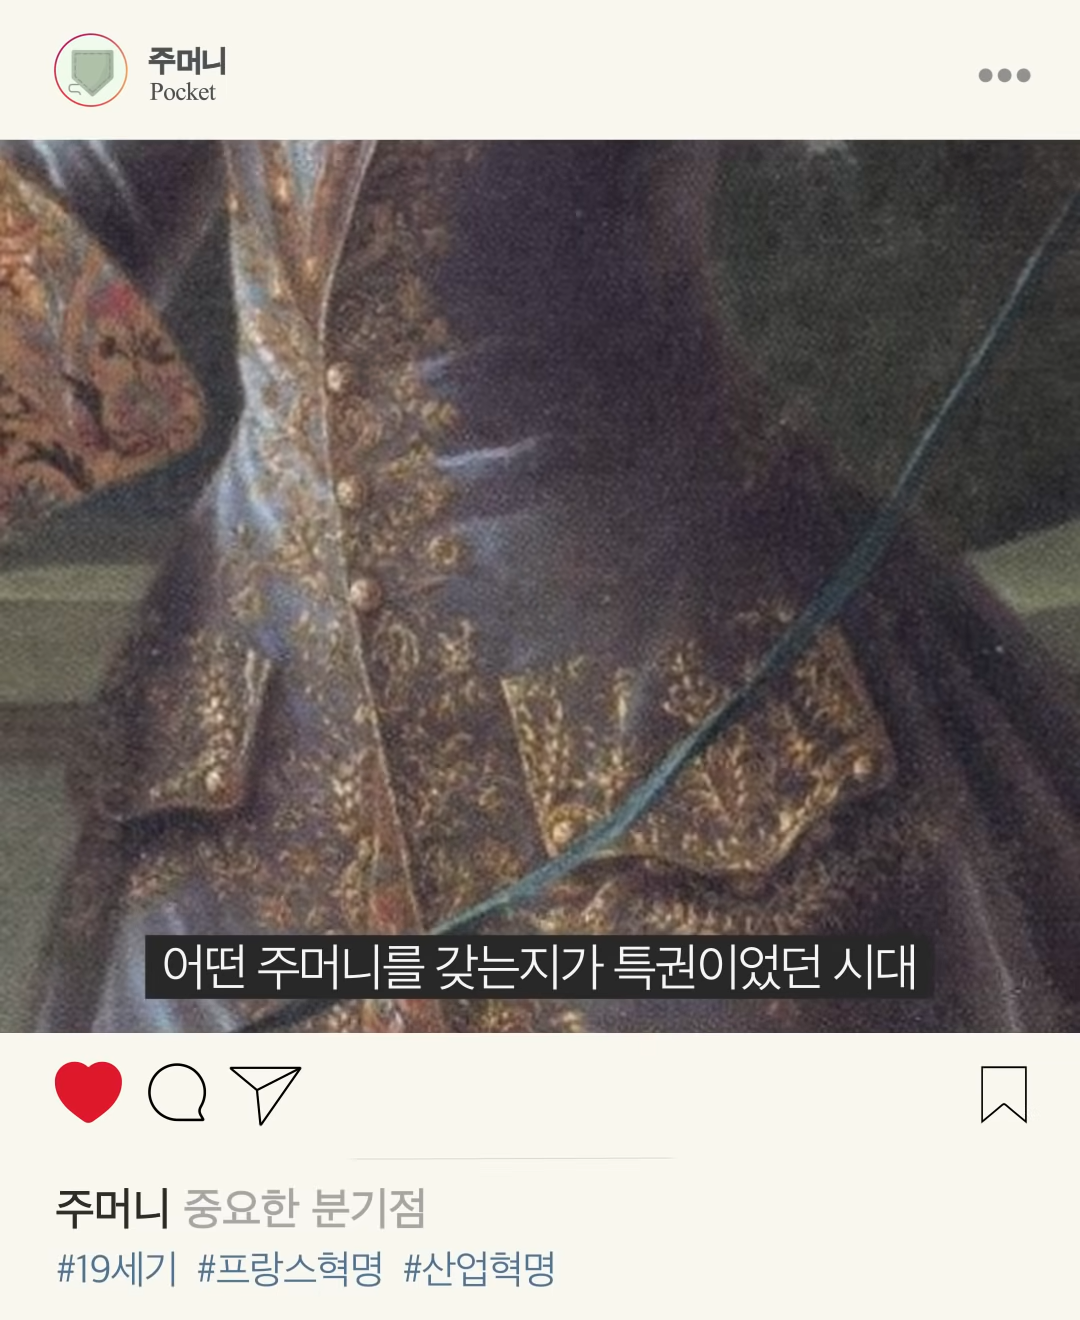 주머니
Pocket
어떤 주머니를 갖는지가 특권이었던 시대
주머니 중요한 분기점
#19세기 #프랑스혁명 #산업혁명